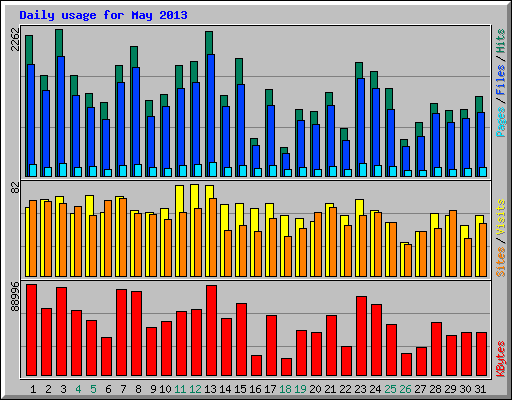 Daily usage for May 2013
2262
Pages / Files / Hits
82
Sites / Visits
88996
KBytes
1 2 3 4 5 6 7 8 9 10 11 12 13 14 15 16 17 18 19 20 21 22 23 24 25 26 27 28 29 30 31